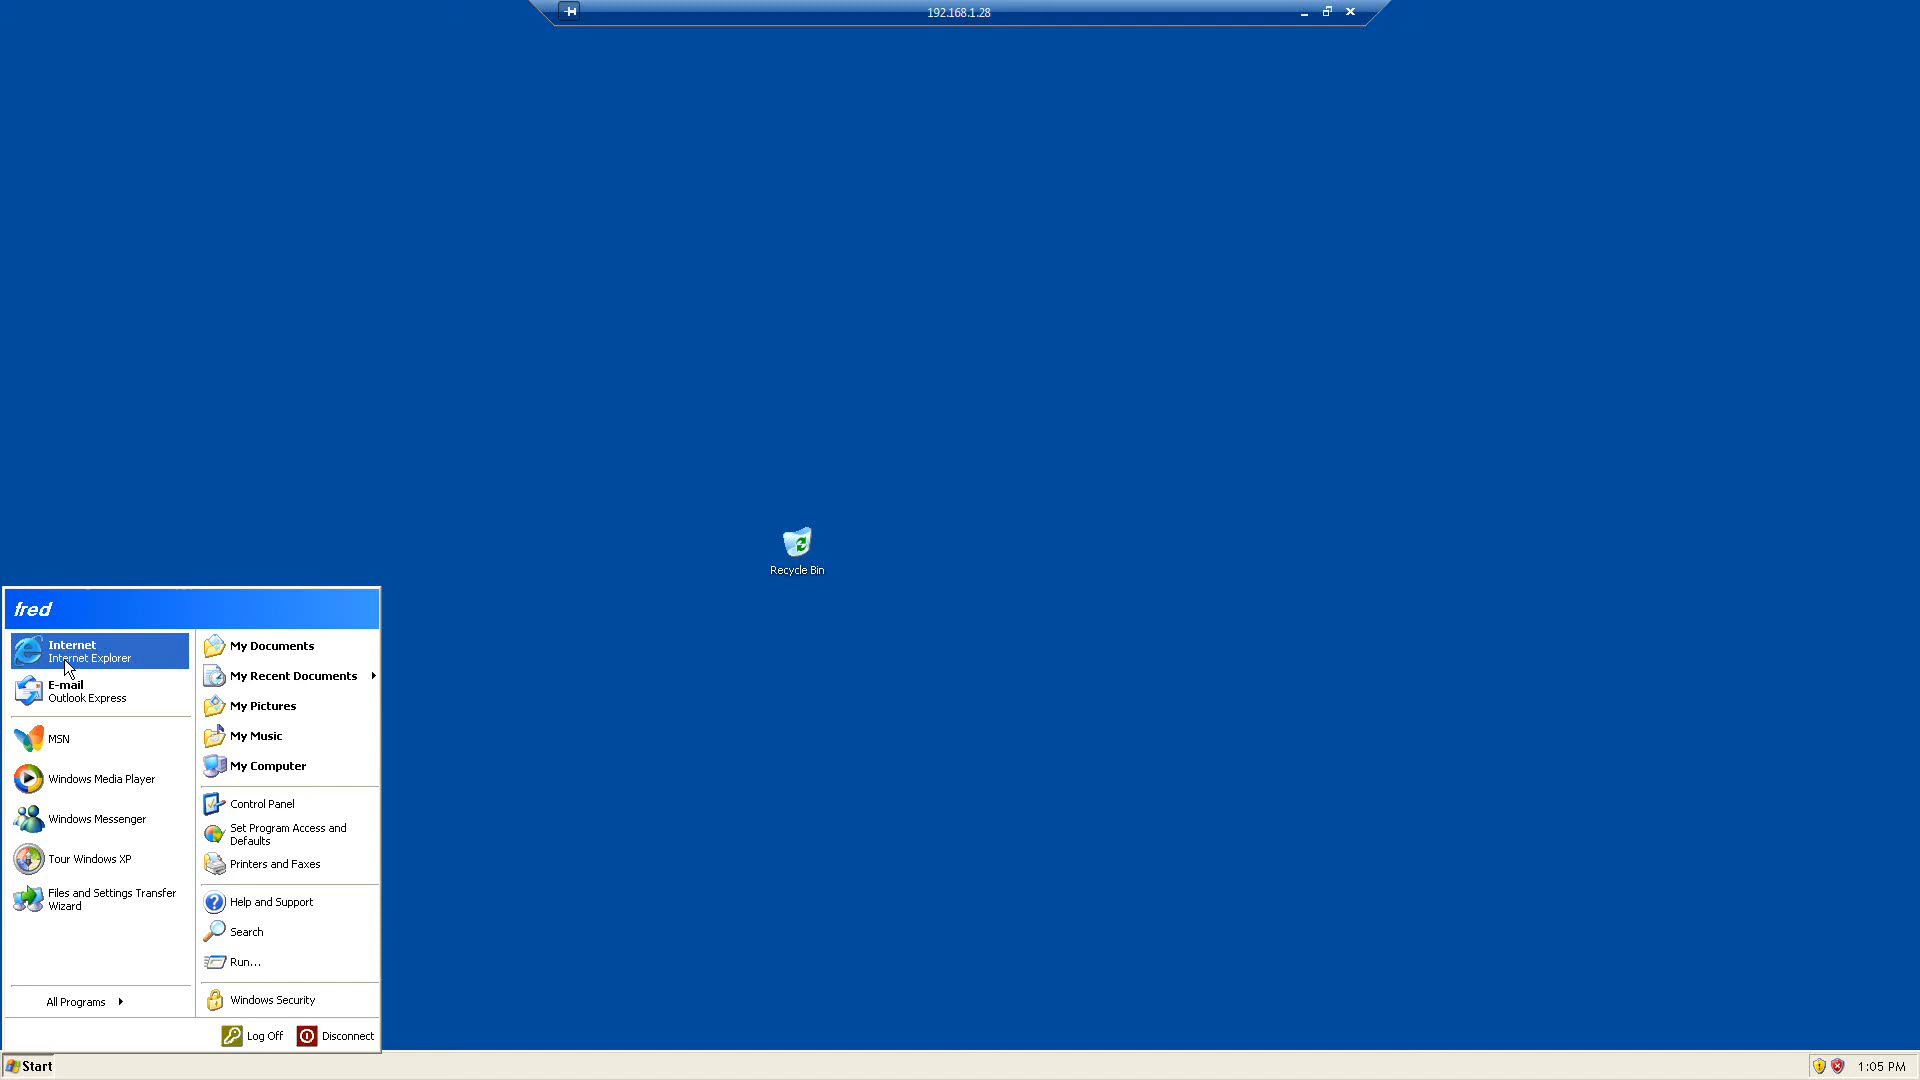 192.168.1.28
Recycle Bin
fred
Internet
Internet Explorer
E-mail
Outlook Express
MSN
Windows Media Player
Windows Messenger
Tour Windows XP
Files and Settings Transfer
Wizard
All Programs
My Documents
My Recent Documents
My Pictures
My Music
My Computer
Control Panel
Set Program Access and
Defaults
Printers and Faxes
Help and Support
Search
Run...
Windows Security
Log Off
Disconnect
Start
1:05 PM